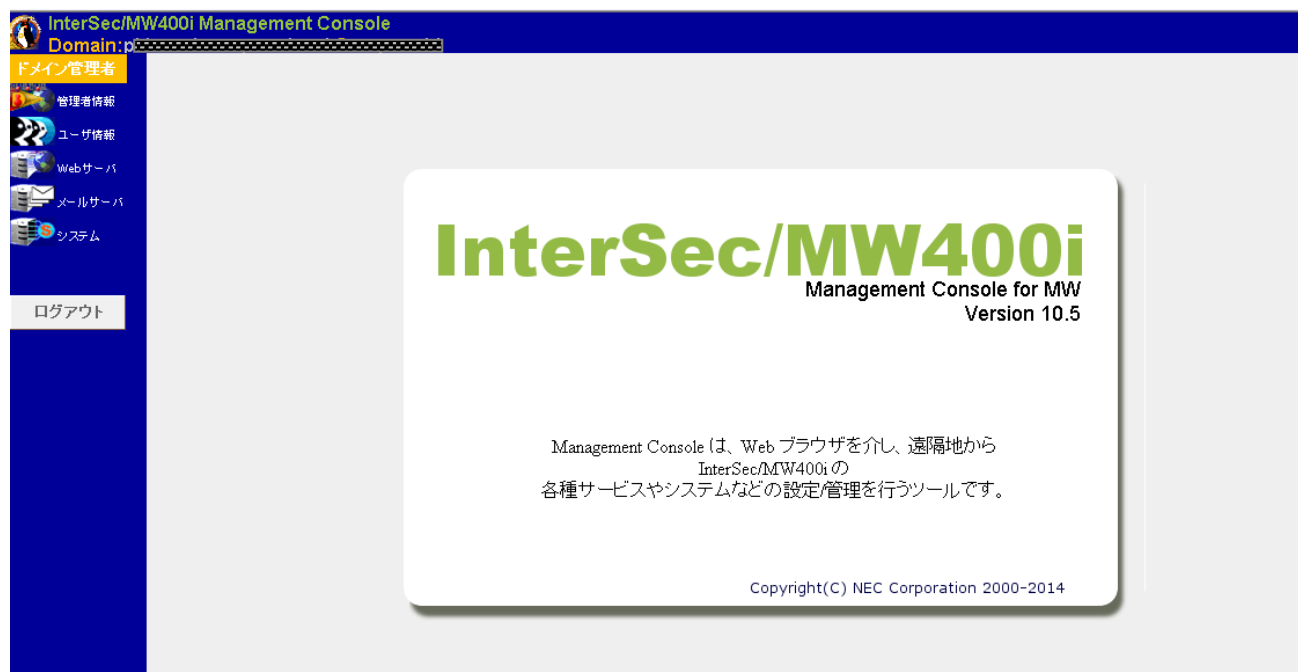 InterSec/MW400i Management Console
Domain:p
ドメイン管理者
管理者情報
ユーザ情報
Webサーバ
メールサーバ
システム
ログアウト
InterSec/MW400i
Management Console for MW
Version 10.5
Management Console は、Web ブラウザを介し、遠隔地から
InterSec/MW400i の
各種サービスやシステムなどの設定/管理を行うツールです。
Copyright(C) NEC Corporation 2000-2014